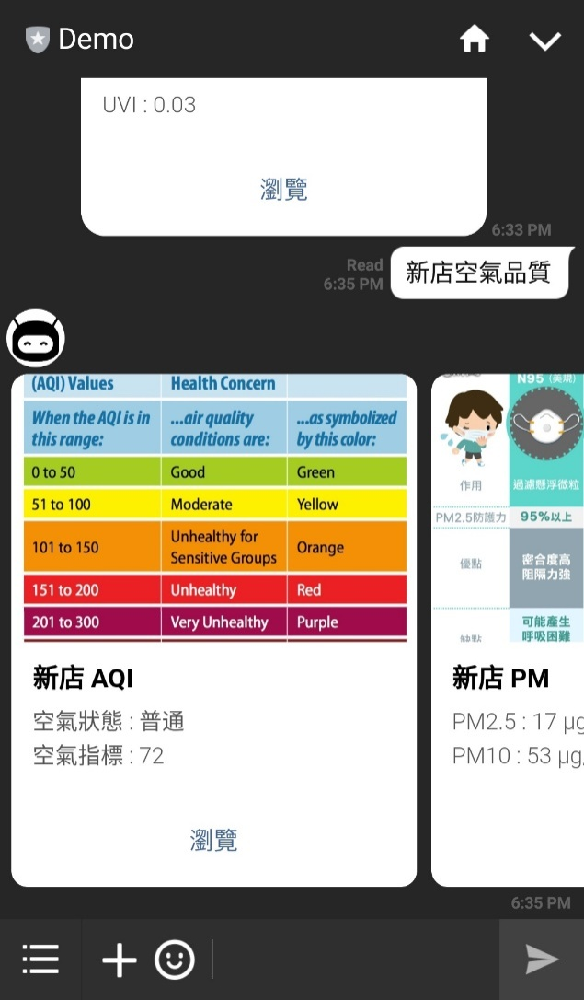 Demo
UVI : 0.03
瀏覽
6:33 PM
Read
6:35 PM
新店空氣品質
(AQI) Values Health Concern
When the AQI is in this range: ...air quality conditions are: ...as symbolized by this color:
0 to 50 Good Green
51 to 100 Moderate Yellow
101 to 150 Unhealthy for Sensitive Groups Orange
151 to 200 Unhealthy Red
201 to 300 Very Unhealthy Purple
新店 AQI
空氣狀態 : 普通
空氣指標 : 72
瀏覽
N95 (美規)
作用 過濾懸浮微粒
PM2.5防護力 95%以上
優點 密合度高
阻隔力強
缺點 可能產生
呼吸困難
新店 PM
PM2.5 : 17 µg
PM10 : 53 µg/
6:35 PM